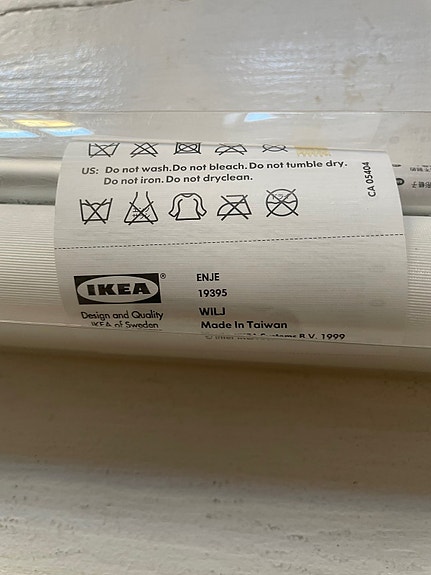 US: Do not wash.Do not bleach.Do not tumble dry.
Do not iron.Do not dryclean.
CA 05404
IKEA®
Design and Quality
IKEA of Sweden
ENJE
19395
WILJ
Made In Taiwan
Systems B.V. 1999